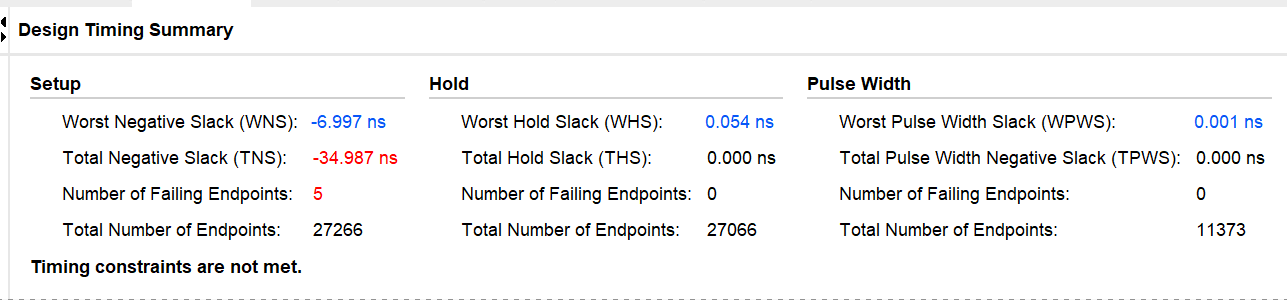 Design Timing Summary
Setup Hold Pulse Width
Worst Negative Slack (WNS): -6.997 ns Worst Hold Slack (WHS): 0.054 ns Worst Pulse Width Slack (WPWS): 0.001 ns
Total Negative Slack (TNS): -34.987 ns Total Hold Slack (THS): 0.000 ns Total Pulse Width Negative Slack (TPWS): 0.000 ns
Number of Failing Endpoints: 5 Number of Failing Endpoints: 0 Number of Failing Endpoints: 0
Total Number of Endpoints: 27266 Total Number of Endpoints: 27066 Total Number of Endpoints: 11373
Timing constraints are not met.